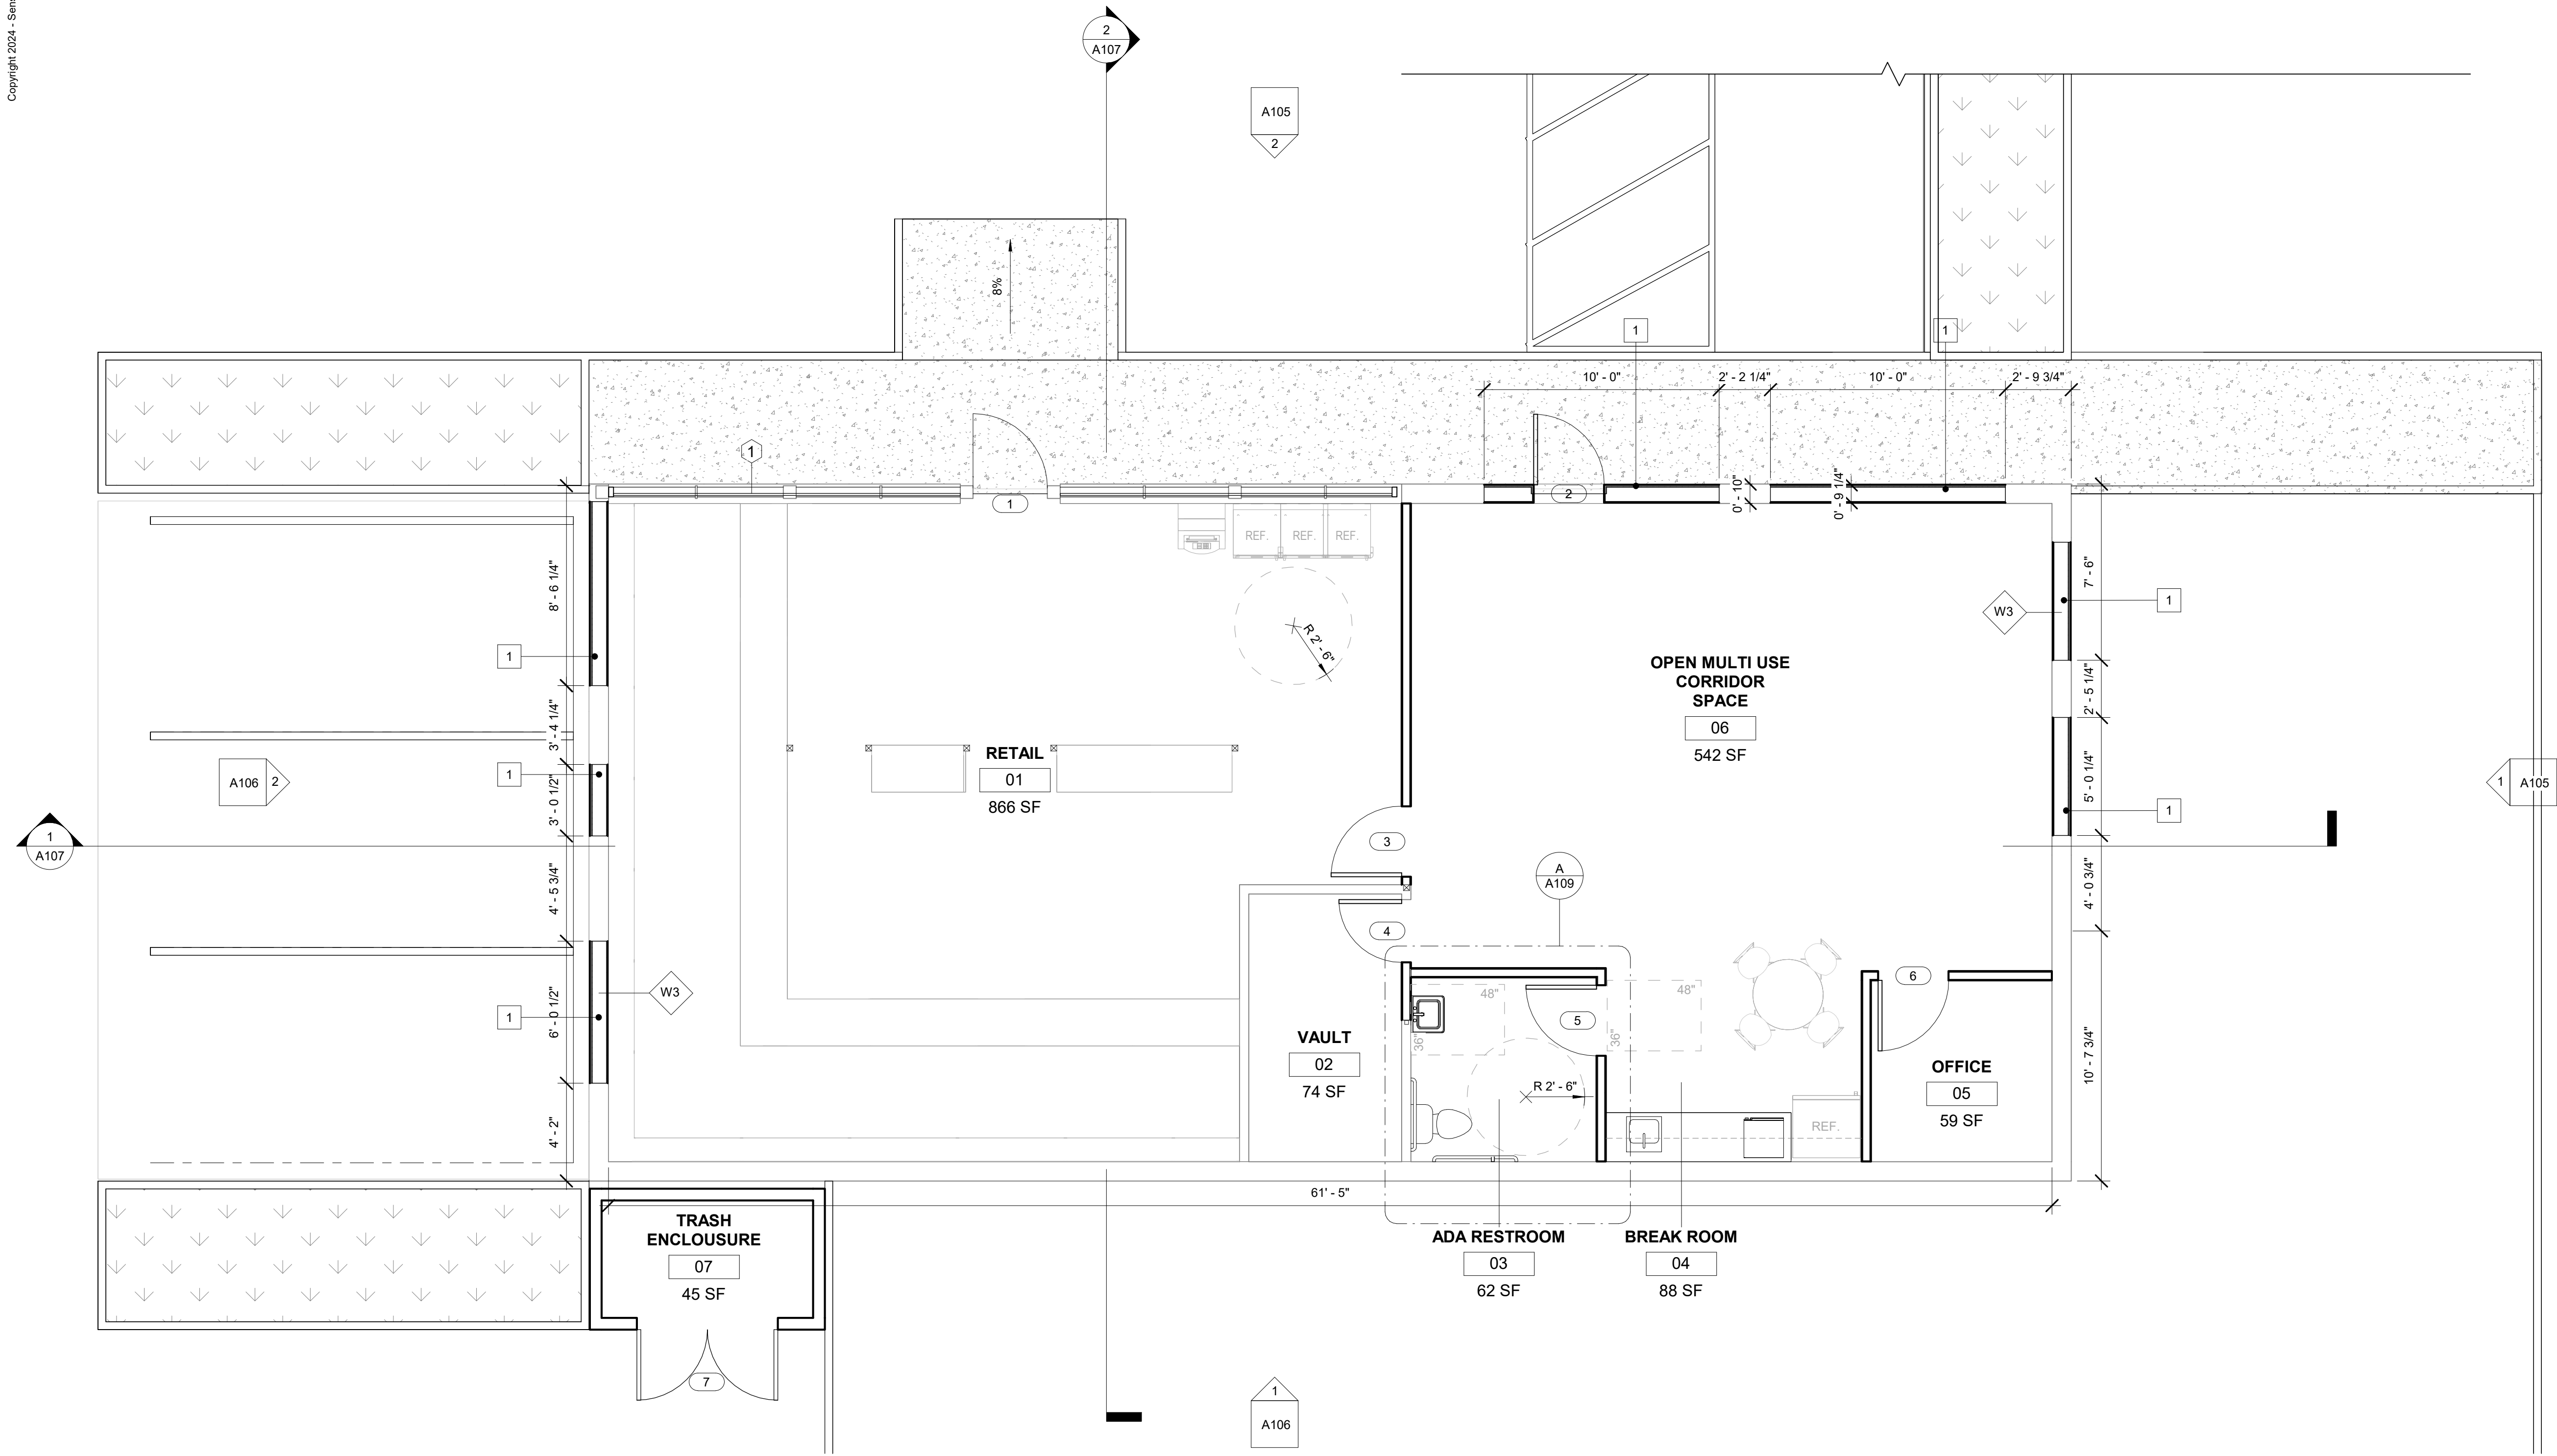 Copyright 2024 - Sens
2
A107
A105
2
8%
1
1
10' - 0"
2' - 2 1/4"
10' - 0"
2' - 9 3/4"
1
1
2
0' - 10"
0' - 9 1/4"
REF.
REF.
REF.
8' - 6 1/4"
7' - 6"
1
W3
R 2' - 6"
1
OPEN MULTI USE
CORRIDOR
SPACE
06
542 SF
2' - 5 1/4"
3' - 4 1/4"
RETAIL
01
866 SF
A106
2
1
3' - 0 1/2"
5' - 0 1/4"
1
1
A105
1
A107
3
A
A109
4' - 5 3/4"
4' - 0 3/4"
4
6
W3
48"
48"
1
6' - 0 1/2"
5
36"
36"
VAULT
02
74 SF
R 2' - 6"
OFFICE
05
59 SF
10' - 7 3/4"
4' - 2"
REF.
61' - 5"
TRASH
ENCLOUSURE
07
45 SF
ADA RESTROOM
03
62 SF
BREAK ROOM
04
88 SF
7
1
A106